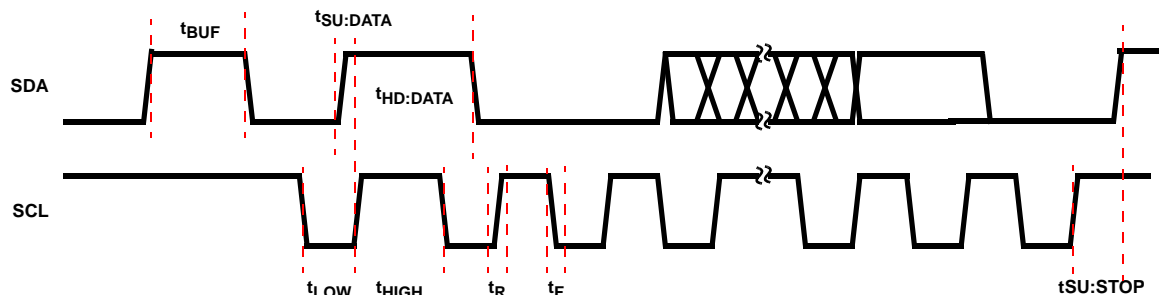 tBUF
tSU:DATA
SDA
tHD:DATA
SCL
tLOW
tHIGH
tR
tF
tSU:STOP